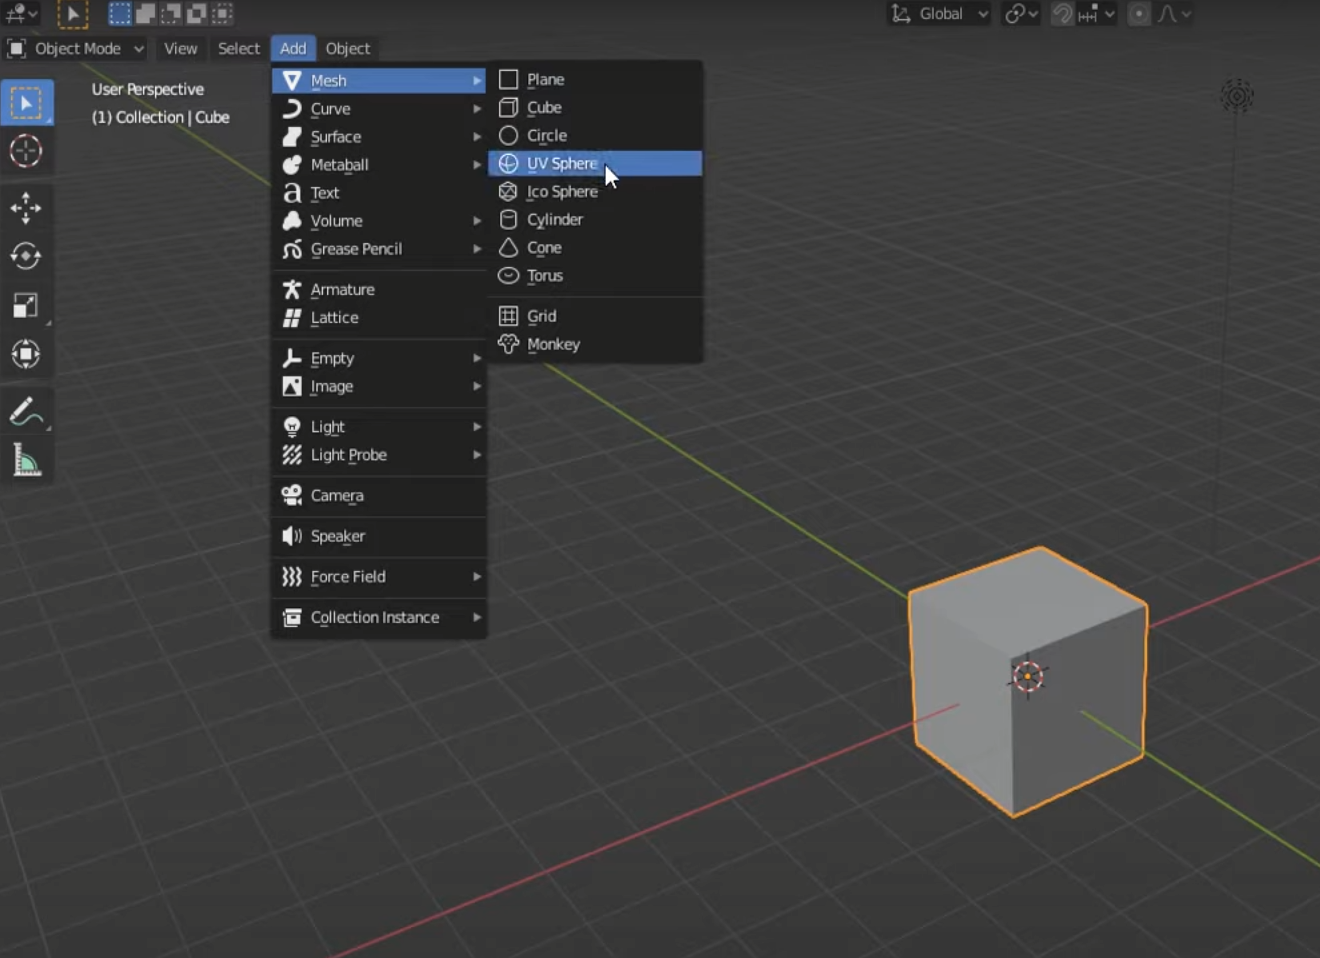 Global
Object Mode View Select Add Object
User Perspective
(1) Collection | Cube
Mesh
Curve
Surface
Metaball
Text
Volume
Grease Pencil
Armature
Lattice
Empty
Image
Light
Light Probe
Camera
Speaker
Force Field
Collection Instance
Plane
Cube
Circle
UV Sphere
Ico Sphere
Cylinder
Cone
Torus
Grid
Monkey